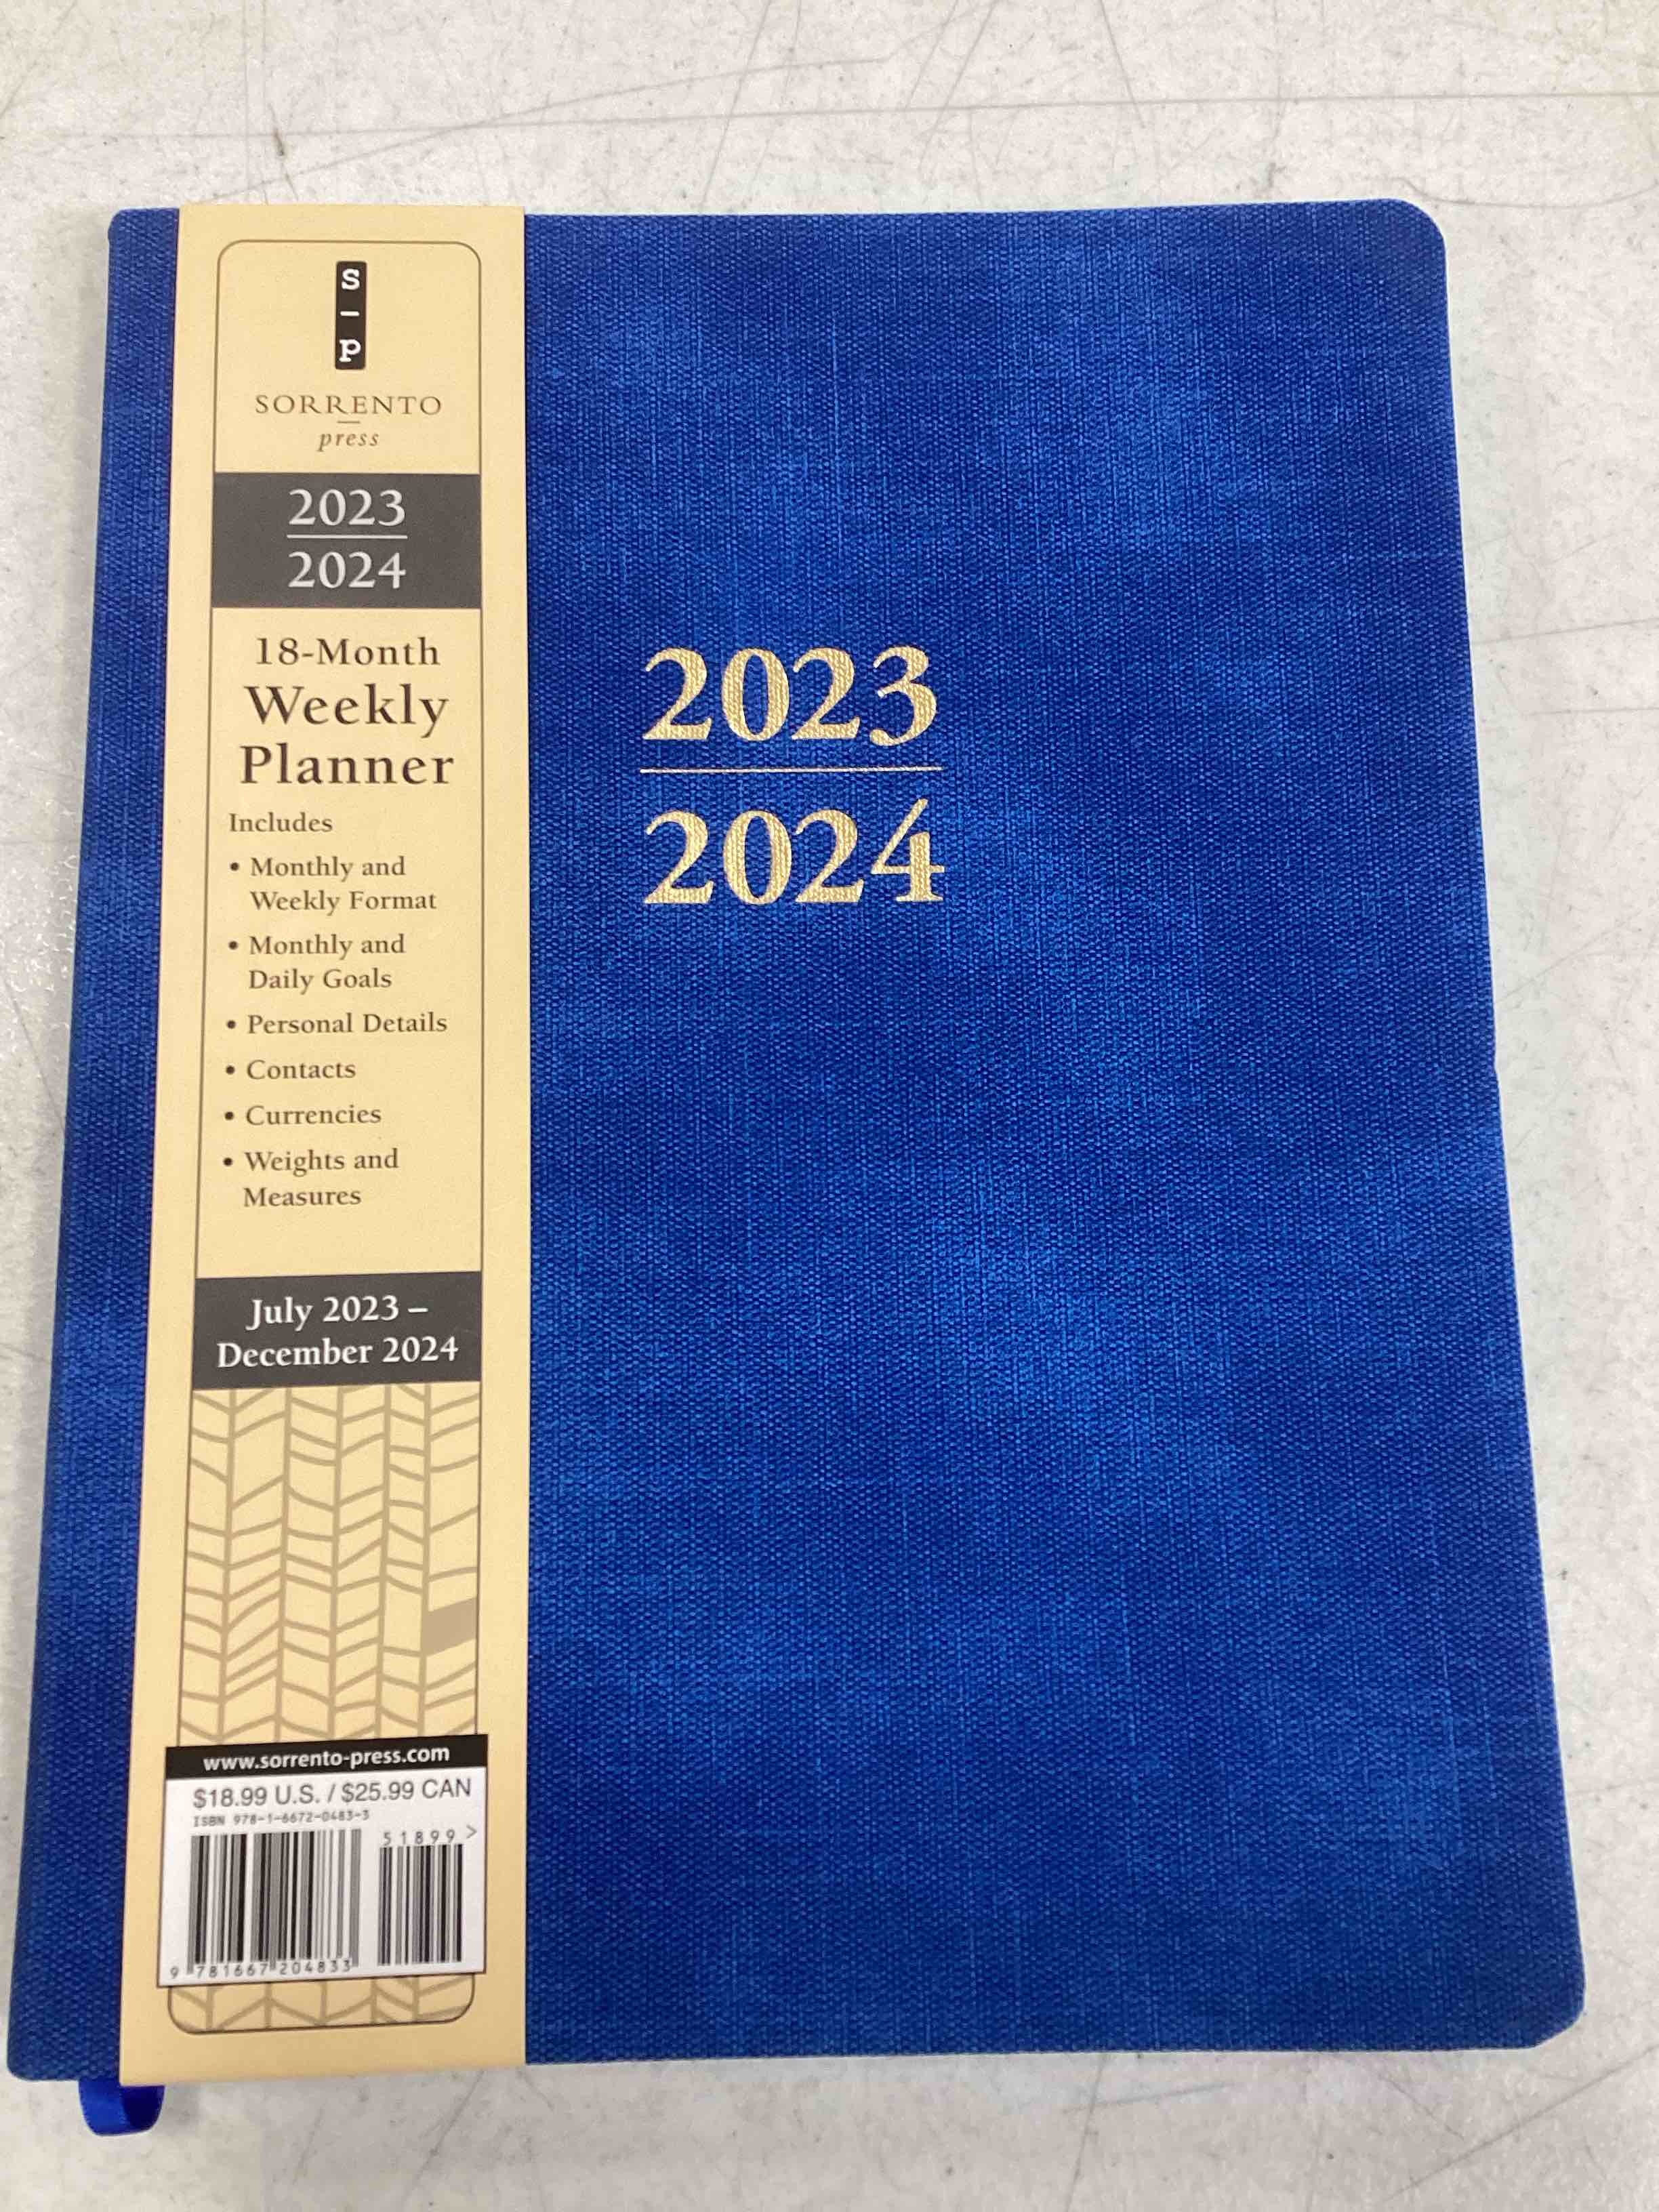 S
–
P
SORRENTO
press
2023
2024
18-Month
Weekly
Planner
Includes
• Monthly and
Weekly Format
• Monthly and
Daily Goals
• Personal Details
• Contacts
• Currencies
• Weights and
Measures
July 2023 –
December 2024
www.sorrento-press.com
$18.99 U.S. / $25.99 CAN
ISBN 978-1-6672-0483-3
51899>
9 781667 204833
2023
2024